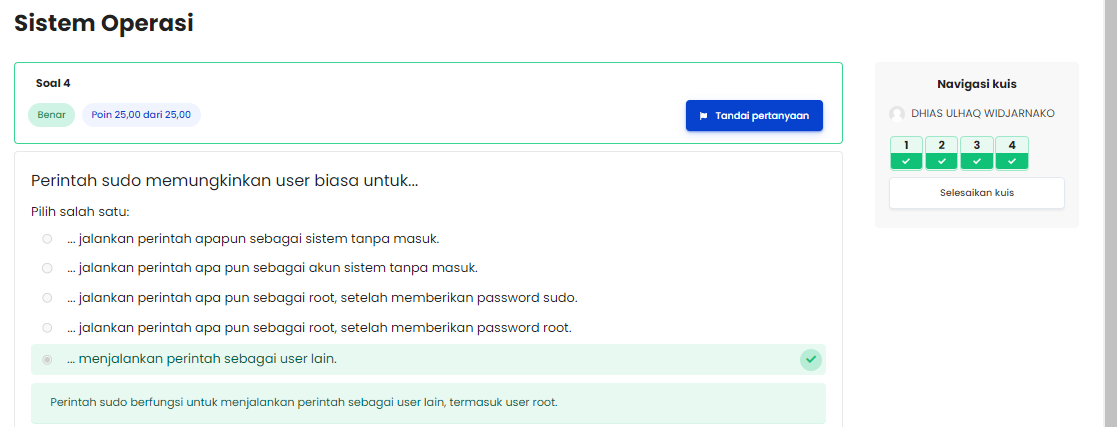 Sistem Operasi
Soal 4
Benar
Poin 25,00 dari 25,00
Tandai pertanyaan
Perintah sudo memungkinkan user biasa untuk...
Pilih salah satu:
... jalankan perintah apapun sebagai sistem tanpa masuk.
... jalankan perintah apa pun sebagai akun sistem tanpa masuk.
... jalankan perintah apa pun sebagai root, setelah memberikan password sudo.
... jalankan perintah apa pun sebagai root, setelah memberikan password root.
... menjalankan perintah sebagai user lain.
Perintah sudo berfungsi untuk menjalankan perintah sebagai user lain, termasuk user root.
Navigasi kuis
DHIAS ULHAQ WIDJARNAKO
1 2 3 4
Selesaikan kuis